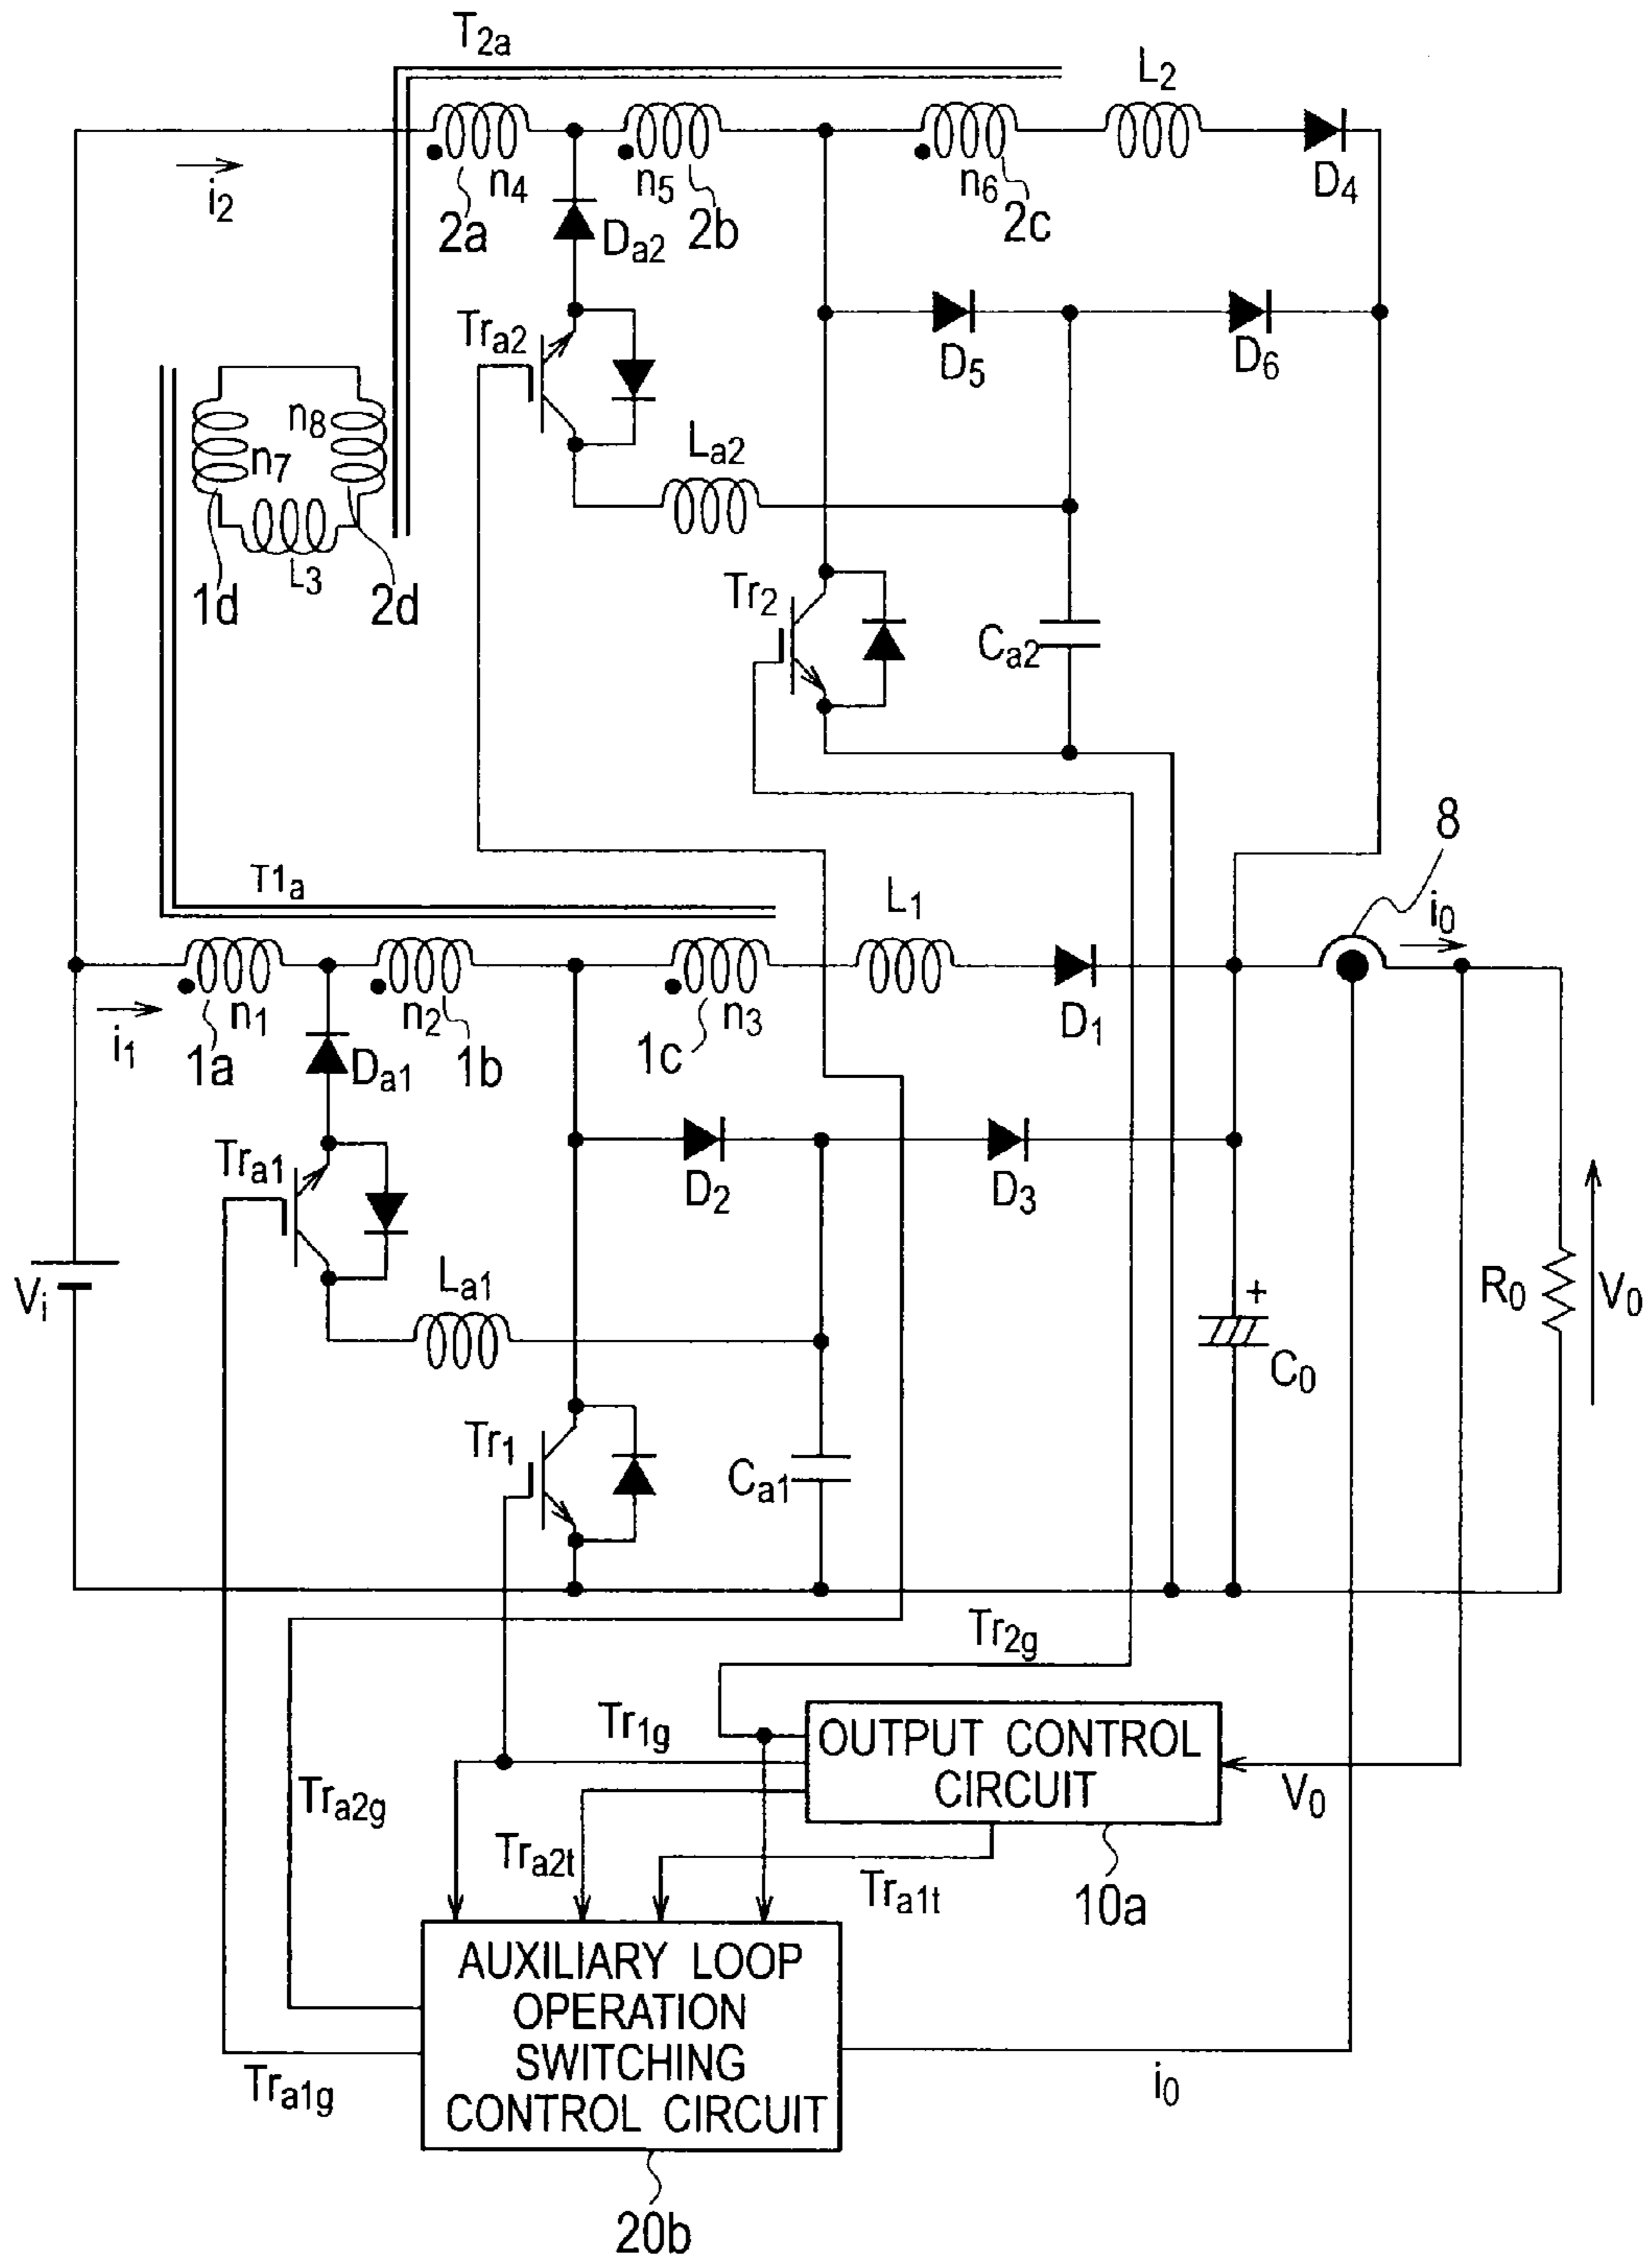 T2a
L2
i2
n4
n5
n6
D4
2a
Da2
2b
2c
Tra2
D5
D6
n8
n7
La2
L3
1d
2d
Tr2
Ca2
8
T1a
L1
i0
i1
n1
n2
n3
D1
1a
Da1
1b
1c
Tra1
D2
D3
Vi
La1
+
R0
V0
C0
Tr1
Ca1
Tr2g
Tr1g
OUTPUT CONTROL
CIRCUIT
V0
Tra2g
Tra2t
Tra1t
10a
AUXILIARY LOOP
OPERATION
SWITCHING
CONTROL CIRCUIT
Tra1g
i0
20b